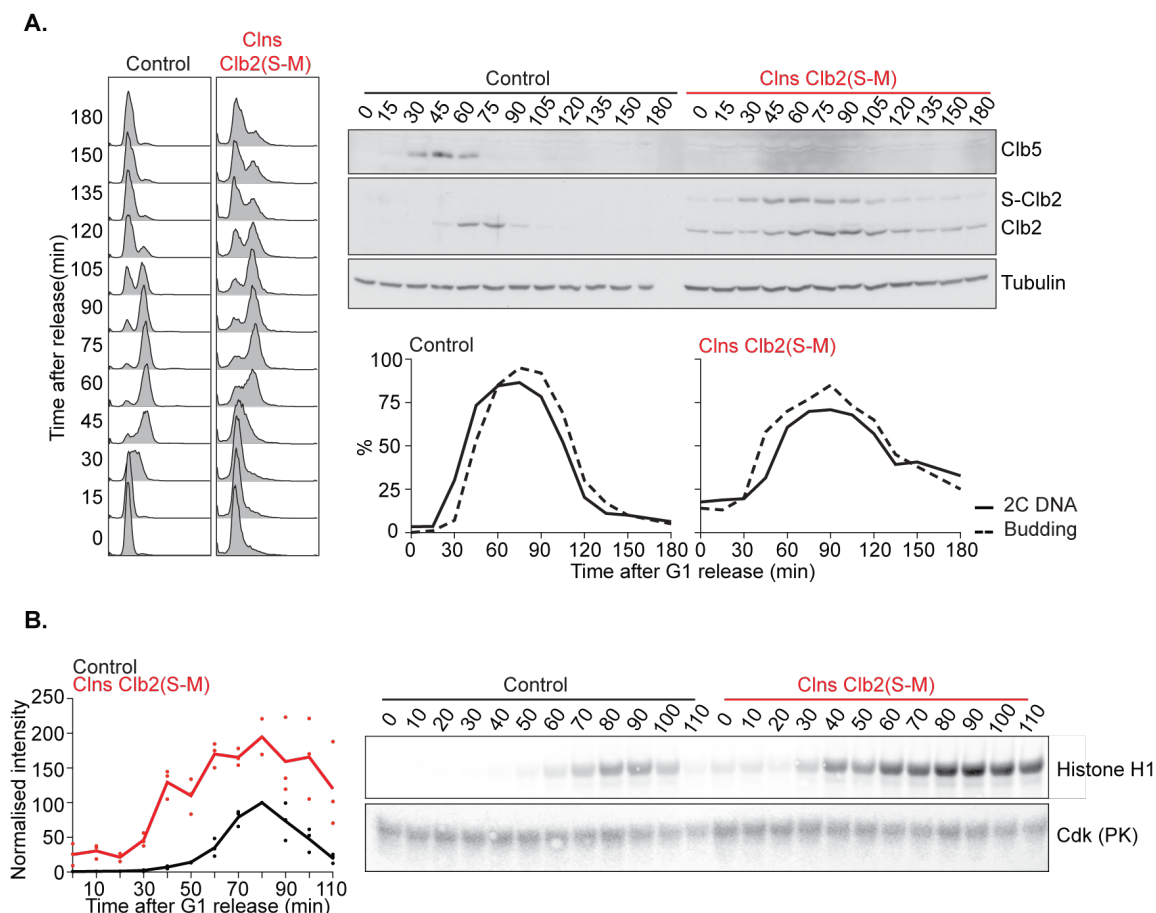 A.
Control
Clns
Clb2(S-M)
Time after release(min)
180
150
135
120
105
90
75
60
45
30
15
0
Control
Clns Clb2(S-M)
0 15 30 45 60 75 90 105 120 135 150 180 0 15 30 45 60 75 90 105 120 135 150 180
Clb5
S-Clb2
Clb2
Tubulin
Control
Clns Clb2(S-M)
100
75
50
25
0
%
0 30 60 90 120 150 180
0 30 60 90 120 150 180
Time after G1 release (min)
2C DNA
Budding
B.
Control
Clns Clb2(S-M)
Normalised intensity
250
200
150
100
50
0
10 30 50 70 90 110
Time after G1 release (min)
Control
Clns Clb2(S-M)
0 10 20 30 40 50 60 70 80 90 100 110 0 10 20 30 40 50 60 70 80 90 100 110
Histone H1
Cdk (PK)